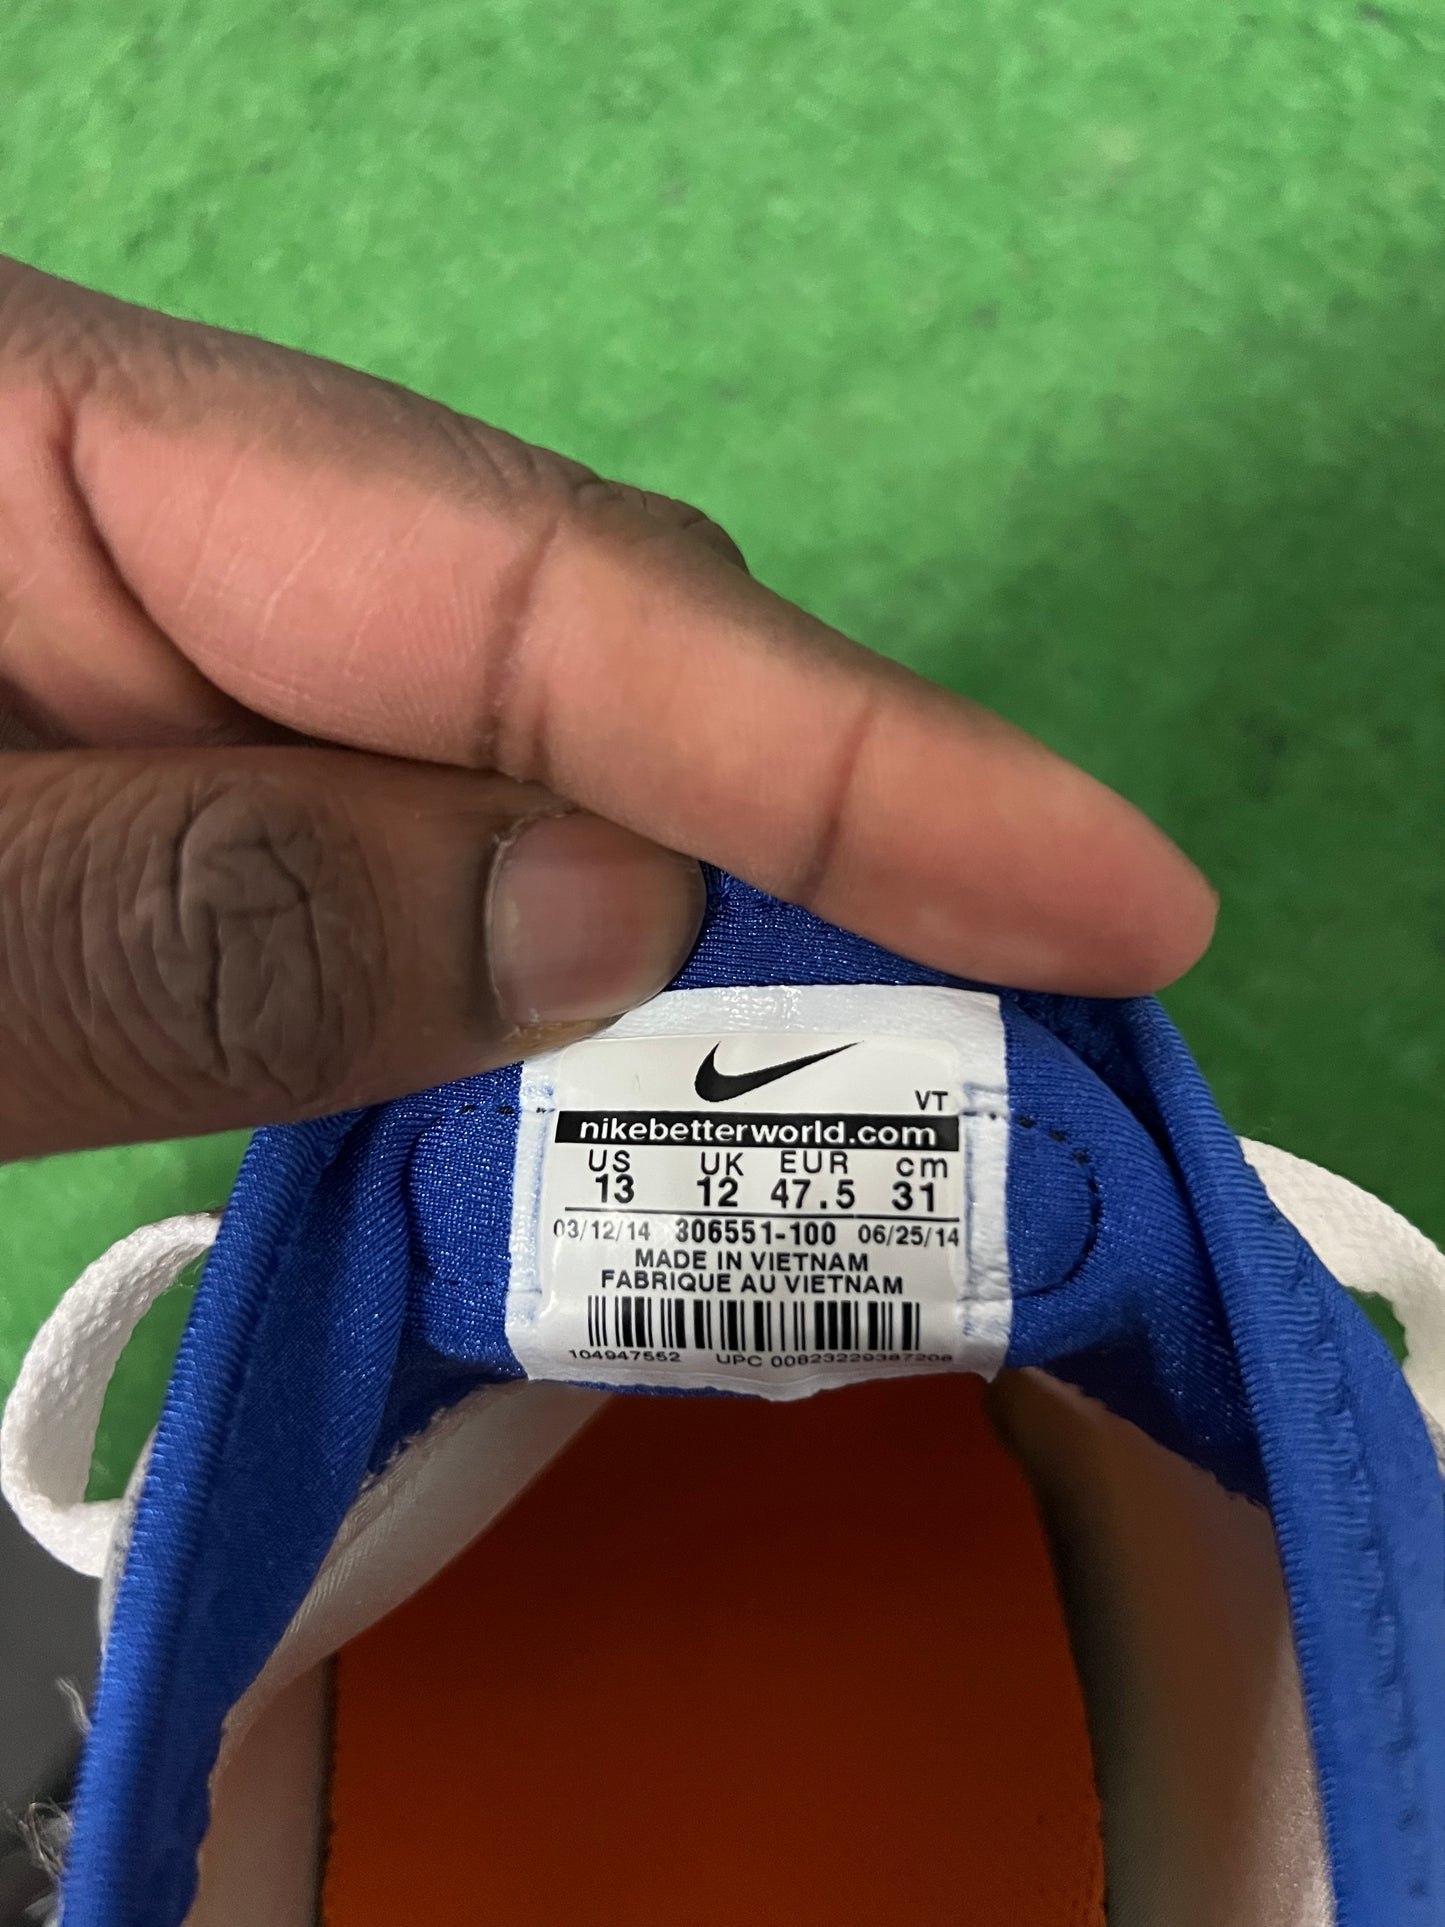 VT
nikebetterworld.com
US UK EUR cm
13 12 47.5 31
03/12/14 306551-100 06/25/14
MADE IN VIETNAM
FABRIQUE AU VIETNAM
104947552 UPC 00823229387208